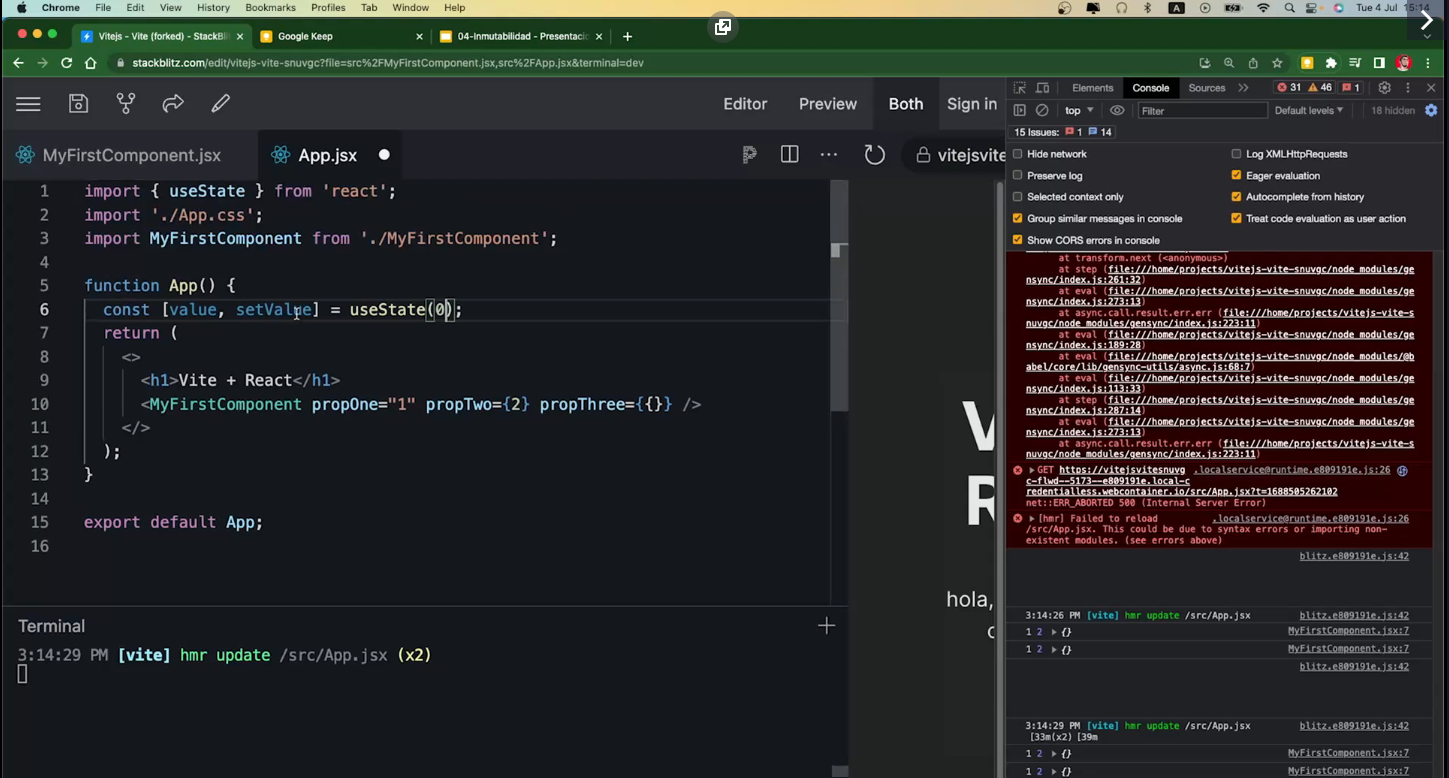 Chrome File Edit View History Bookmarks Profiles Tab Window Help A Tue 4 Jul 15:14
Vitejs - Vite (forked) - StackBli Google Keep 04-Inmutabilidad - Presentació
stackblitz.com/edit/vitejs-vite-snuvgc?file=src%2FMyFirstComponent.jsx,src%2FApp.jsx&terminal=dev
Editor Preview Both Sign in
MyFirstComponent.jsx App.jsx vitejsvite
1 import { useState } from 'react';
2 import './App.css';
3 import MyFirstComponent from './MyFirstComponent';
4
5 function App() {
6 const [value, setValue] = useState(0);
7 return (
8 <>
9 <h1>Vite + React</h1>
10 <MyFirstComponent propOne="1" propTwo={2} propThree={{}} />
11 </>
12 );
13 }
14
15 export default App;
16
Terminal
3:14:29 PM [vite] hmr update /src/App.jsx (x2)
V
R
hola,
Elements Console Sources 31 46 1
top Filter Default levels 18 hidden
15 Issues: 1 14
Hide network Log XMLHttpRequests
Preserve log Eager evaluation
Selected context only Autocomplete from history
Group similar messages in console Treat code evaluation as user action
Show CORS errors in console
at transform.next (<anonymous>)
at step (file:///home/projects/vitejs-vite-snuvgc/node_modules/ge
nsync/index.js:261:32)
at eval (file:///home/projects/vitejs-vite-snuvgc/node_modules/ge
nsync/index.js:273:13)
at async.call.result.err.err (file:///home/projects/vitejs-vite-s
nuvgc/node_modules/gensync/index.js:223:11)
at eval (file:///home/projects/vitejs-vite-snuvgc/node_modules/ge
nsync/index.js:189:28)
at eval (file:///home/projects/vitejs-vite-snuvgc/node_modules/@b
abel/core/lib/gensync-utils/async.js:68:7)
at eval (file:///home/projects/vitejs-vite-snuvgc/node_modules/ge
nsync/index.js:113:33)
at step (file:///home/projects/vitejs-vite-snuvgc/node_modules/ge
nsync/index.js:287:14)
at eval (file:///home/projects/vitejs-vite-snuvgc/node_modules/ge
nsync/index.js:273:13)
at async.call.result.err.err (file:///home/projects/vitejs-vite-s
nuvgc/node_modules/gensync/index.js:223:11)
GET https://vitejsvitesnuvg .localservice@runtime.e809191e.js:26
c-flwd--5173--e809191e.local-c
redentialless.webcontainer.io/src/App.jsx?t=1688505262102
net::ERR_ABORTED 500 (Internal Server Error)
[hmr] Failed to reload .localservice@runtime.e809191e.js:26
/src/App.jsx. This could be due to syntax errors or importing non-
existent modules. (see errors above)
blitz.e809191e.js:42
3:14:26 PM [vite] hmr update /src/App.jsx blitz.e809191e.js:42
1 2 {} MyFirstComponent.jsx:7
1 2 {} MyFirstComponent.jsx:7
blitz.e809191e.js:42
3:14:29 PM [vite] hmr update /src/App.jsx blitz.e809191e.js:42
[33m(x2) [39m
1 2 {} MyFirstComponent.jsx:7
1 2 {} MyFirstComponent.jsx:7